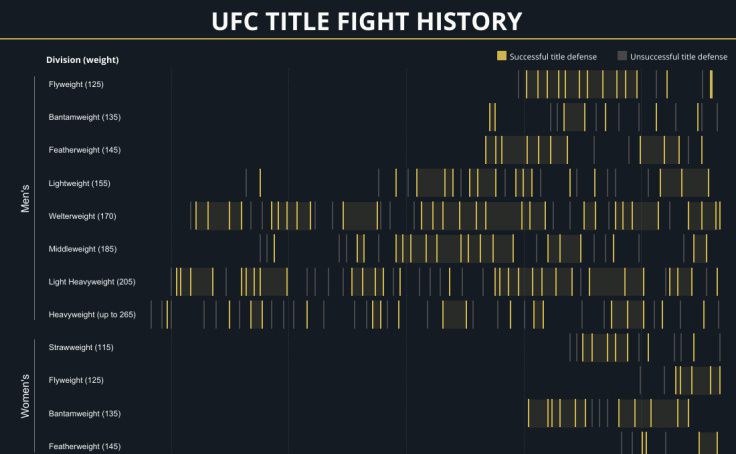 UFC TITLE FIGHT HISTORY
Division (weight)
Successful title defense
Unsuccessful title defense
Men's
Flyweight (125)
Bantamweight (135)
Featherweight (145)
Lightweight (155)
Welterweight (170)
Middleweight (185)
Light Heavyweight (205)
Heavyweight (up to 265)
Women's
Strawweight (115)
Flyweight (125)
Bantamweight (135)
Featherweight (145)